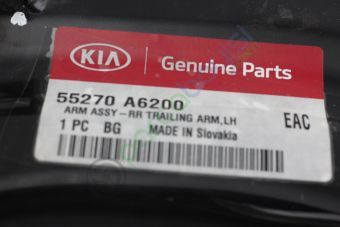 KIA Genuine Parts
55270 A6200
ARM ASSY-RR TRAILING ARM,LH
EAC
1 PC BG MADE IN Slovakia